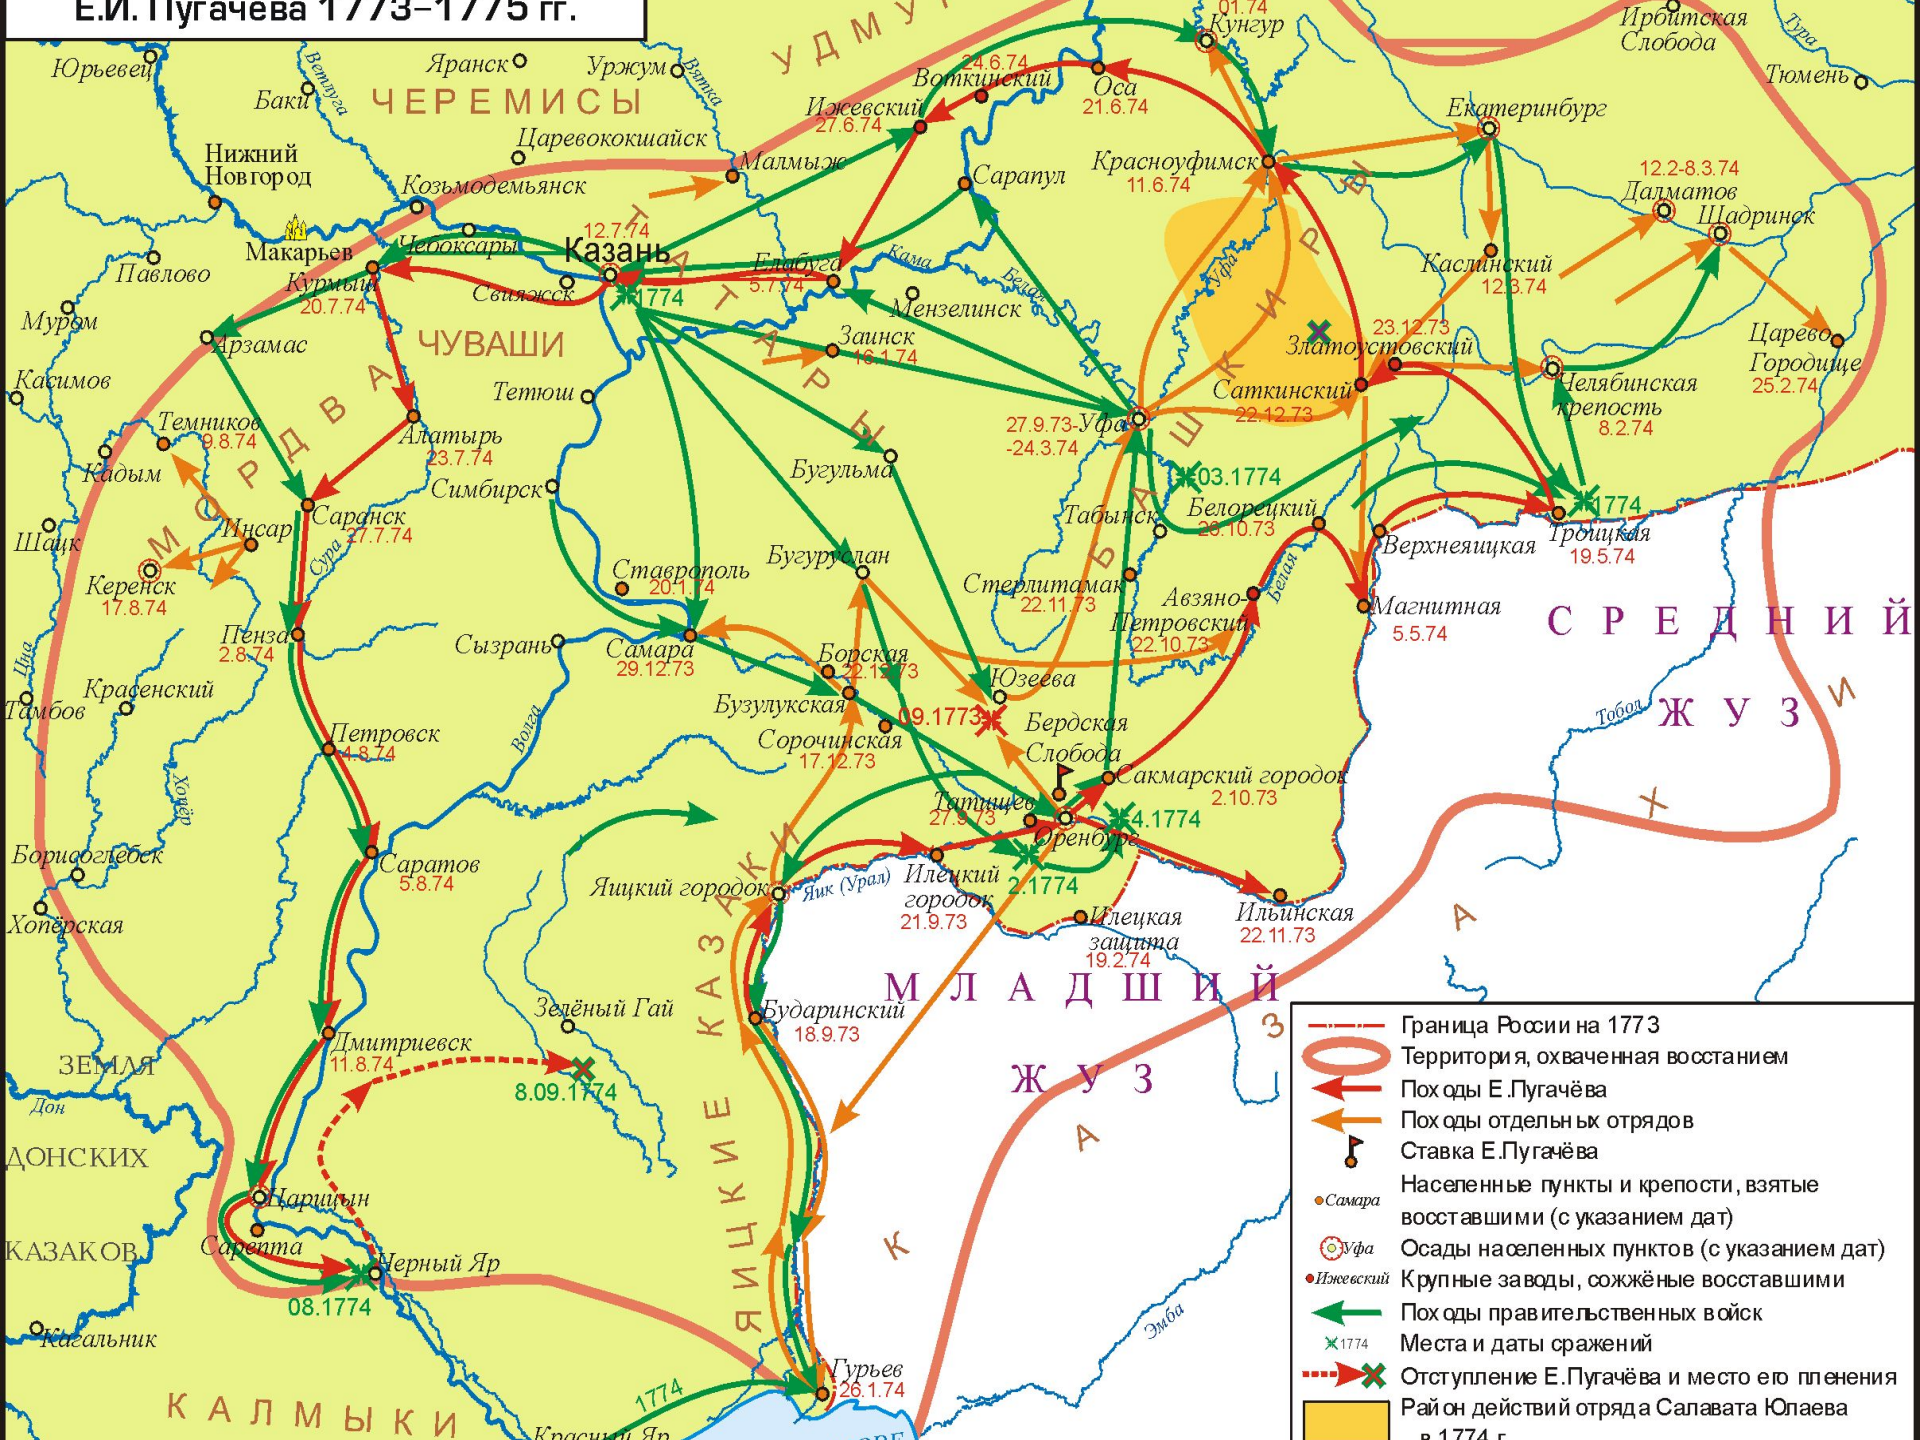 Е.И. Пугачёва 1773–1775 гг.
УДМУ
01.74
Кунгур
Ирбитская
Слобода
Тура
Тюмень
Юрьевец
Ветлуга
Баки
Яранск
Уржум
Вятка
ЧЕРЕМИСЫ
Царевококшайск
Малмыж
24.6.74
Воткинский
Ижевский
27.6.74
Оса
21.6.74
Екатеринбург
Красноуфимск
11.6.74
12.2-8.3.74
Далматов
Шадринск
Нижний
Новгород
Козьмодемьянск
Сарапул
Макарьев
Чебоксары
12.7.74
Казань
ТАТАРЫ
Елабуга
5.7.74
Кама
Белая
Уфа
БАШКИРЫ
Каслинский
12.3.74
Павлово
Курмыш
20.7.74
Свияжск
1774
Мензелинск
Муром
Арзамас
ЧУВАШИ
Заинск
16.1.74
23.12.73
Златоустовский
Царево
Городище
25.2.74
Касимов
МОРДВА
Тетюш
Саткинский
22.12.73
Челябинская
крепость
8.2.74
Темников
9.8.74
Алатырь
23.7.74
27.9.73-
-24.3.74
Уфа
Кадым
Симбирск
Бугульма
03.1774
Белорецкий
23.10.73
1774
Табынск
Троицкая
19.5.74
Верхнеяицкая
Шацк
Инсар
Саранск
27.7.74
Сура
Керенск
17.8.74
Ставрополь
20.1.74
Бугуруслан
Стерлитамак
22.11.73
Авзяно-
Петровский
22.10.73
Белая
Магнитная
5.5.74
СРЕДНИЙ
ЖУЗ
Цна
Пенза
2.8.74
Сызрань
Самара
29.12.73
Борская
22.12.73
Юзеева
Тамбов
Красенский
Бузулукская
09.1773
Бердская
Слобода
Тобол
Волга
Хопёр
Петровск
4.8.74
Сорочинская
17.12.73
Сакмарский городок
2.10.73
Татищев
27.9.73
4.1774
Оренбург
Борисоглебск
Саратов
5.8.74
Яицкий городок
Яик (Урал)
Илецкий
городок
21.9.73
2.1774
Илецкая
защита
19.2.74
Ильинская
22.11.73
Хопёрская
ЯИЦКИЕ КАЗАКИ
МЛАДШИЙ
ЖУЗ
КАЗАХИ
Зелёный Гай
Бударинский
18.9.73
ЗЕМЛЯ
Дон
ДОНСКИХ
КАЗАКОВ
Дмитриевск
11.8.74
8.09.1774
Царицын
Сарепта
Черный Яр
08.1774
Кагальник
Эмба
КАЛМЫКИ
1774
Гурьев
26.1.74
Красный Яр
Граница России на 1773
Территория, охваченная восстанием
Походы Е.Пугачёва
Походы отдельных отрядов
Ставка Е.Пугачёва
Самара
Населенные пункты и крепости, взятые
восставшими (с указанием дат)
Уфа
Осады населенных пунктов (с указанием дат)
Ижевский
Крупные заводы, сожжёные восставшими
Походы правительственных войск
1774
Места и даты сражений
Отступление Е.Пугачёва и место его пленения
Район действий отряда Салавата Юлаева
в 1774 г.